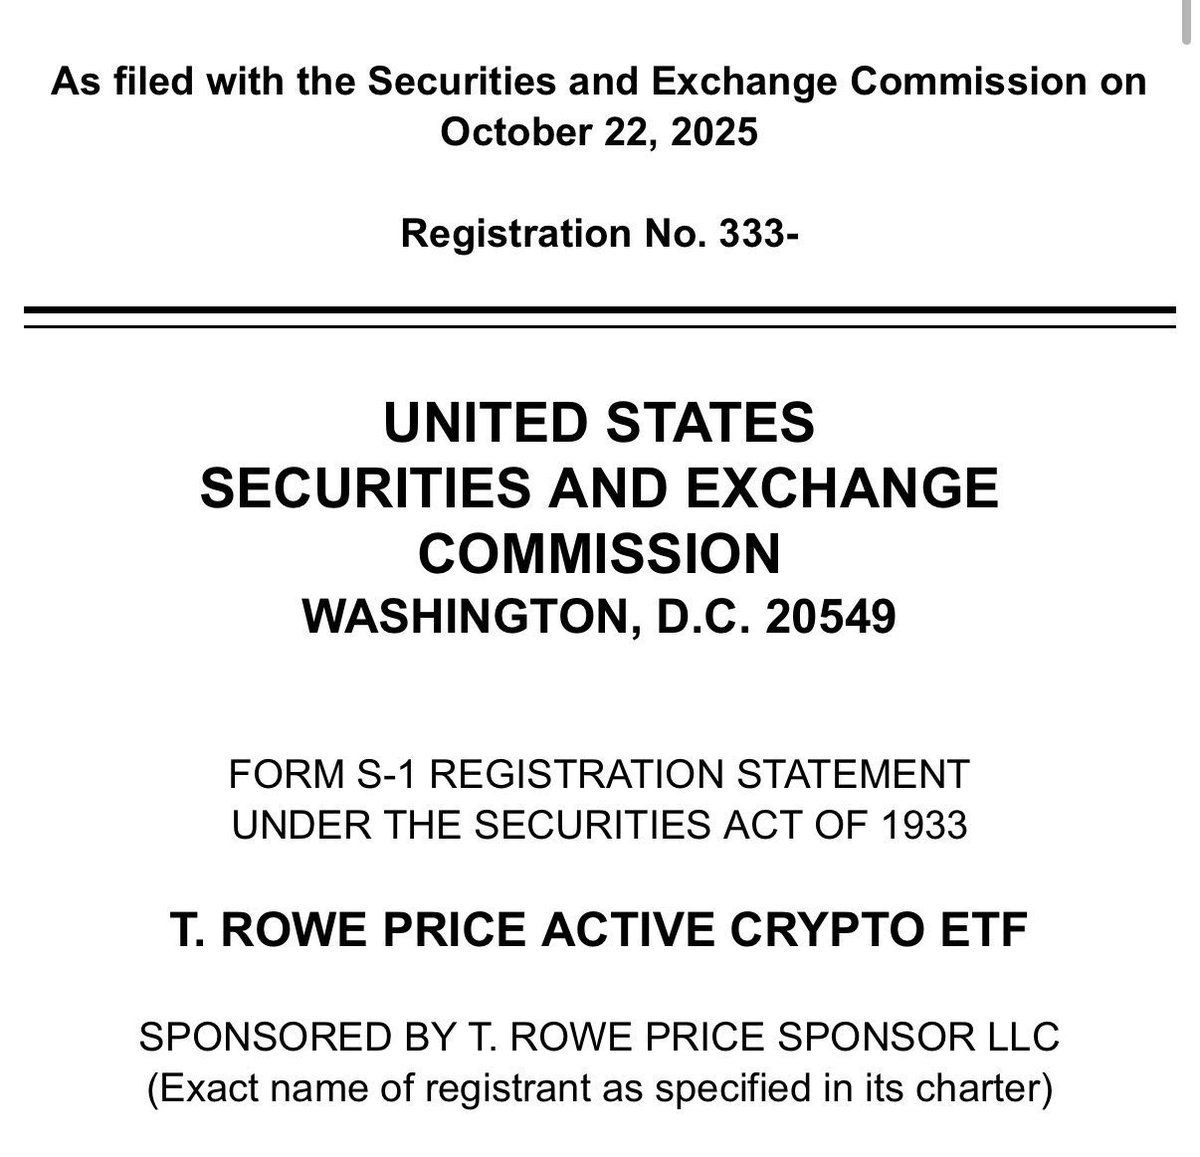 As filed with the Securities and Exchange Commission on
October 22, 2025
Registration No. 333-
UNITED STATES
SECURITIES AND EXCHANGE
COMMISSION
WASHINGTON, D.C. 20549
FORM S-1 REGISTRATION STATEMENT
UNDER THE SECURITIES ACT OF 1933
T. ROWE PRICE ACTIVE CRYPTO ETF
SPONSORED BY T. ROWE PRICE SPONSOR LLC
(Exact name of registrant as specified in its charter)